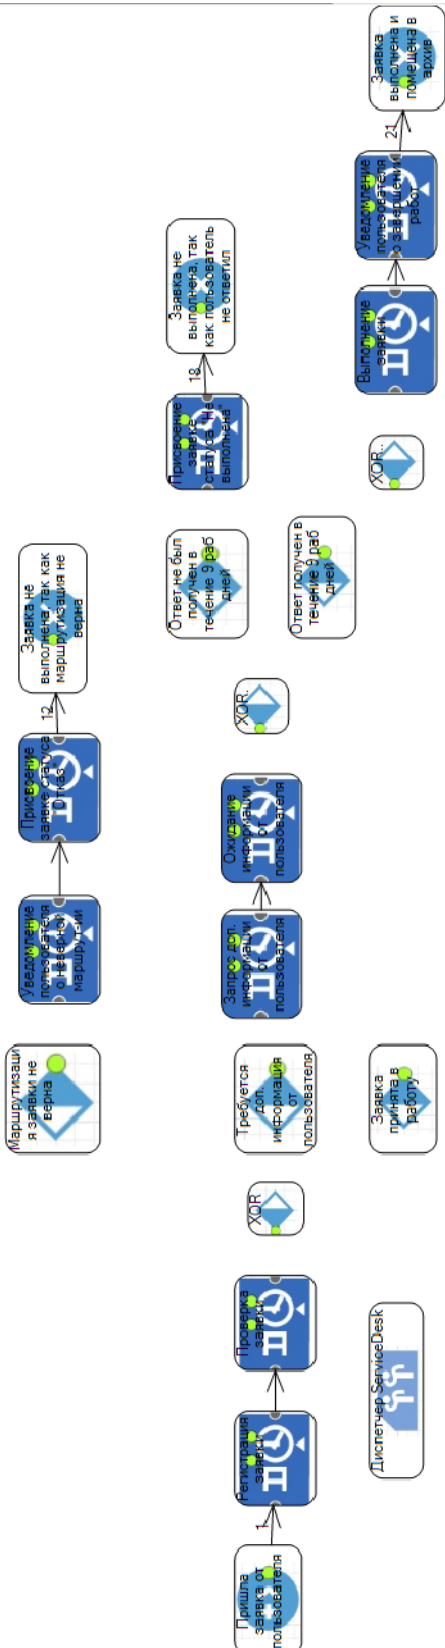 Пришла
заявка от
пользователя
1
Регистрация
заявки
Проверка
заявки
Диспетчер ServiceDesk
XOR
Маршрутизаци
я заявки не
верна
Требуется
доп.
информация
от
пользователя
Заявка
принята в
работу
Уведомление
пользователя
о неверной
маршрут-ии
Присвоение
заявке статуса
"Отказ"
12
Заявка не
выполнена, так как
маршрутизация не
верна
Запрос доп.
информации
от
пользователя
Ожидание
информации
от
пользователя
XOR..
Ответ не был
получен в
течение 9 раб
дней
Ответ получен в
течение 9 раб
дней
Присвоение
заявке
статуса "Не
выполнена"
18
Заявка не
выполнена, так
как пользователь
не ответил
XOR..
Выполнение
заявки
Уведомление
пользователя
о завершении
работ
21
Заявка
выполнена и
помещена в
архив